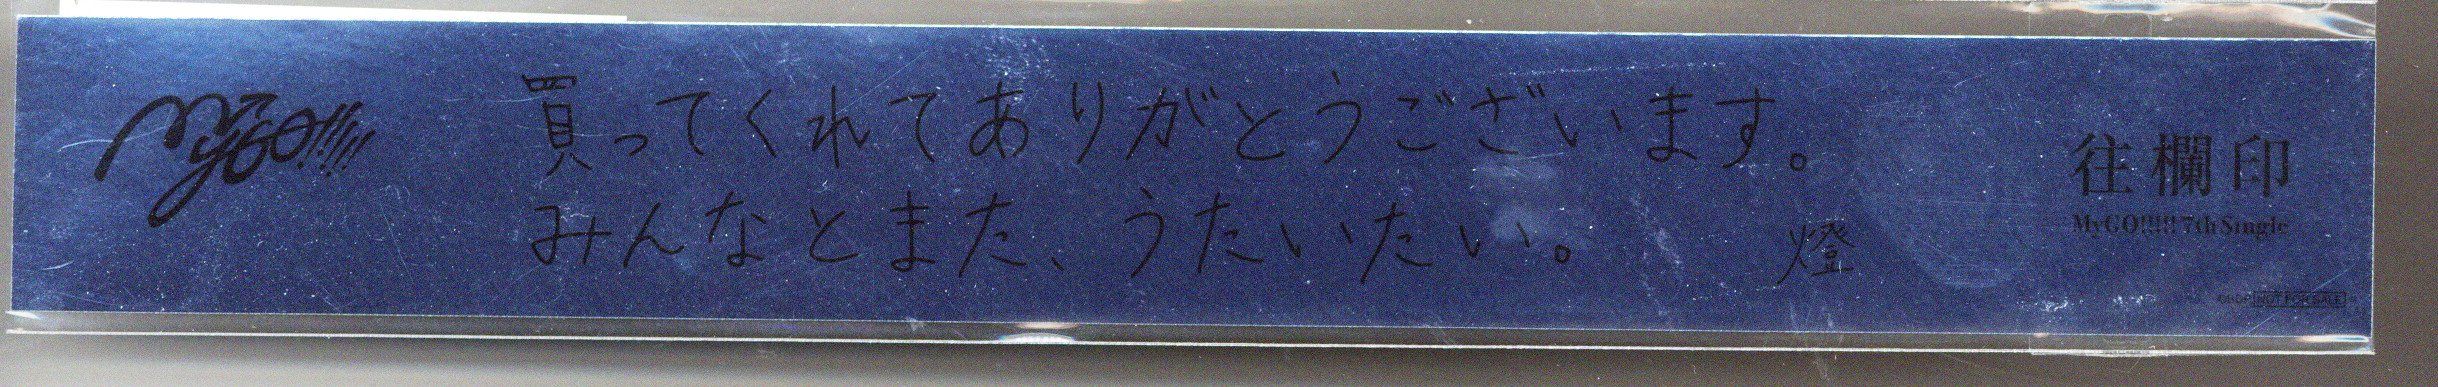 MyGO!!!!!
買ってくれてありがとうございます。
みんなとまた、うたいたい。
燈
往欄印
MyGO!!!!! 7th Single
©BDP NOT FOR SALE